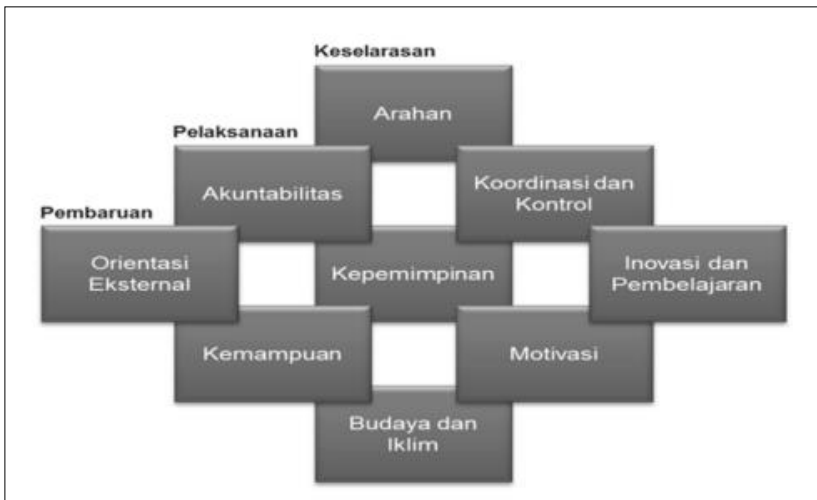 Keselarasan
Arahan
Pelaksanaan
Akuntabilitas
Koordinasi dan
Kontrol
Pembaruan
Orientasi
Eksternal
Kepemimpinan
Inovasi dan
Pembelajaran
Kemampuan
Motivasi
Budaya dan
Iklim